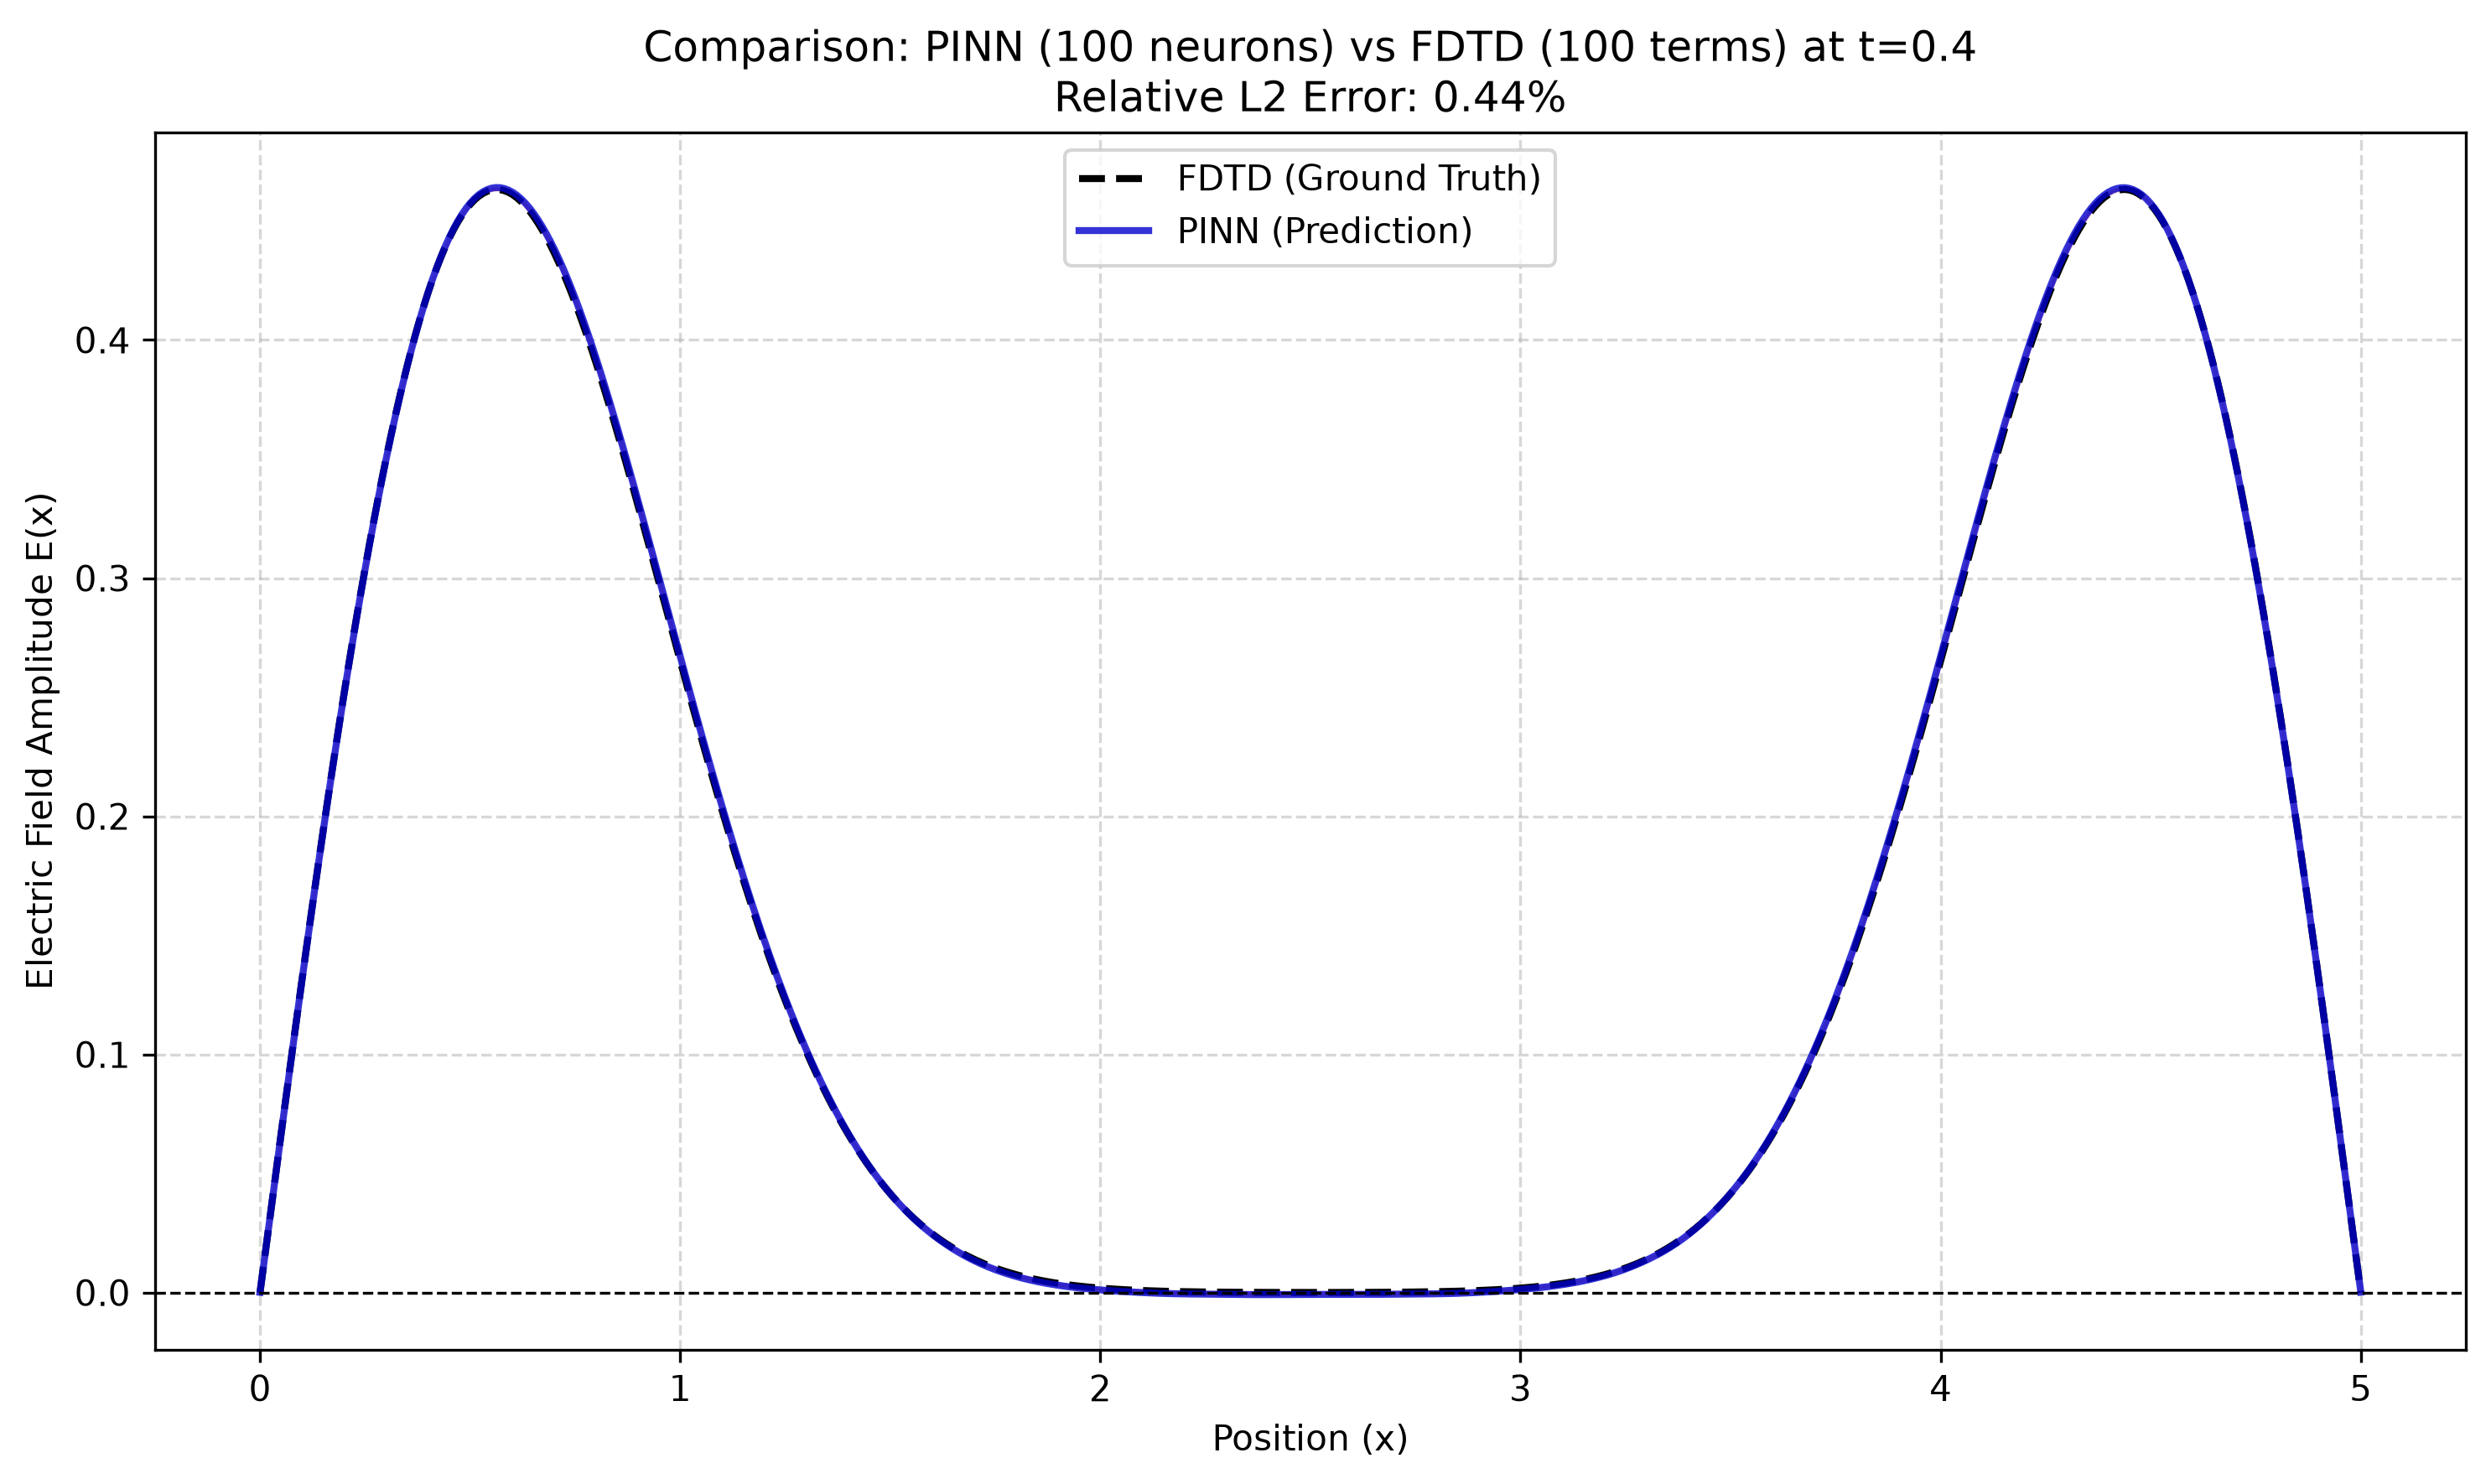 Comparison: PINN (100 neurons) vs FDTD (100 terms) at t=0.4
Relative L2 Error: 0.44%
FDTD (Ground Truth)
PINN (Prediction)
Electric Field Amplitude E(x)
0.4
0.3
0.2
0.1
0.0
0 1 2 3 4 5
Position (x)